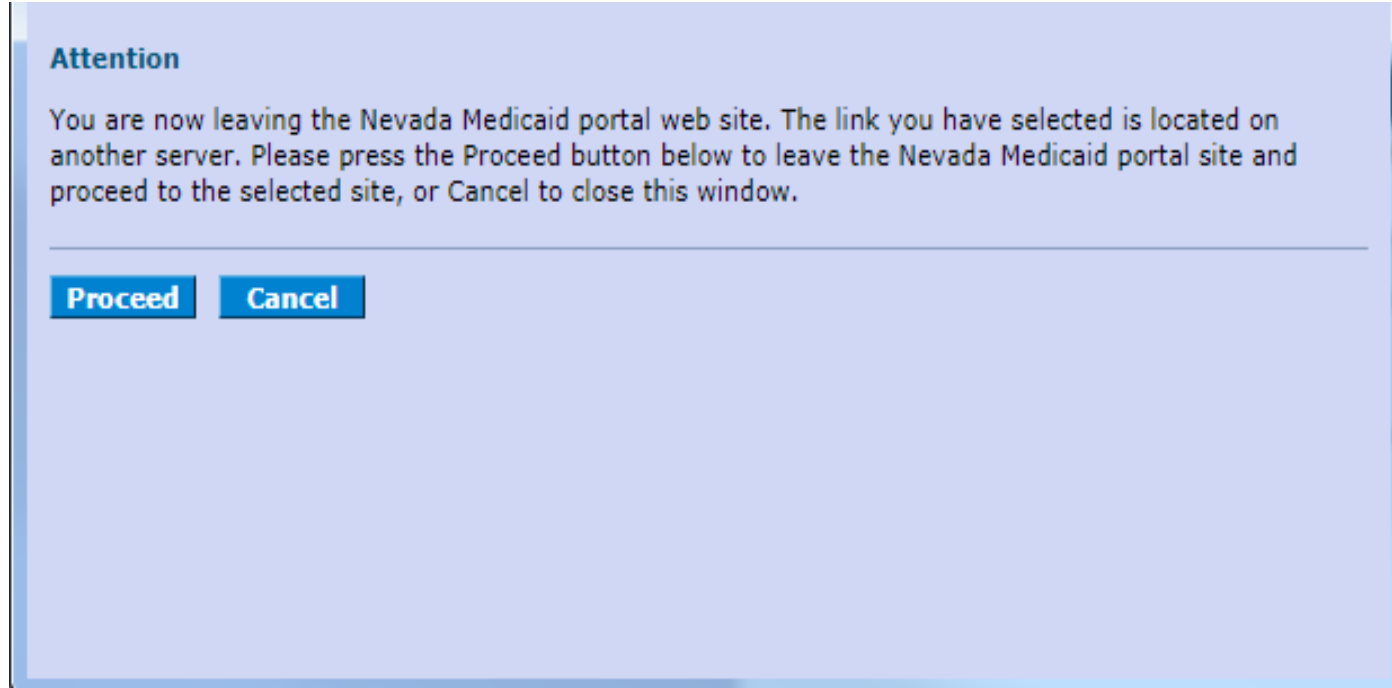 Attention
You are now leaving the Nevada Medicaid portal web site. The link you have selected is located on
another server. Please press the Proceed button below to leave the Nevada Medicaid portal site and
proceed to the selected site, or Cancel to close this window.
Proceed Cancel